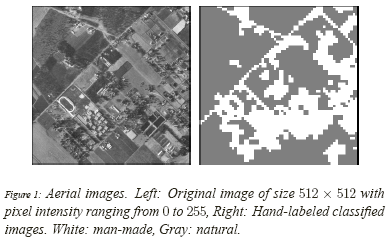 Figure 1: Aerial images. Left: Original image of size 512 × 512 with
pixel intensity ranging from 0 to 255, Right: Hand-labeled classified
images. White: man-made, Gray: natural.